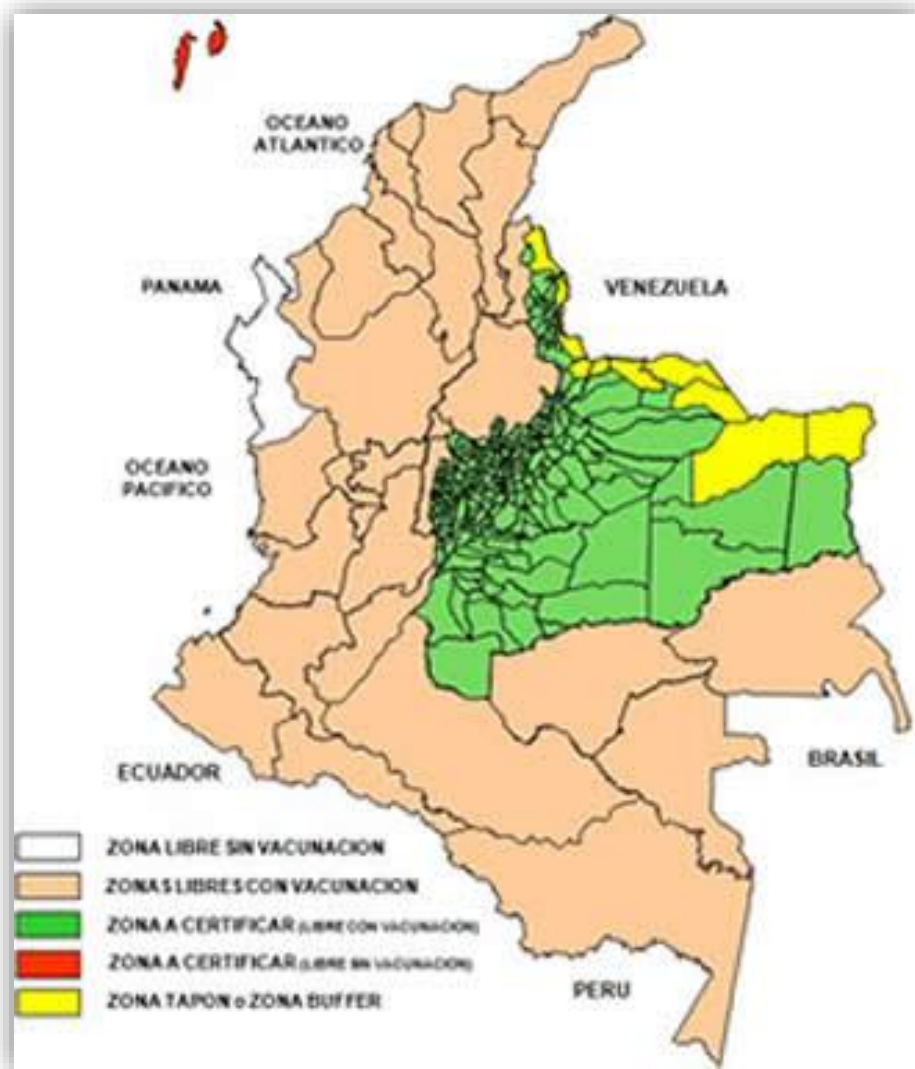 OCEANO
ATLANTICO
PANAMA
VENEZUELA
OCEANO
PACIFICO
ECUADOR
BRASIL
ZONA LIBRE SIN VACUNACION
ZONAS LIBRES CON VACUNACION
ZONA A CERTIFICAR (LIBRE CON VACUNACION)
ZONA A CERTIFICAR (LIBRE SIN VACUNACION)
ZONA TAPON o ZONA BUFFER
PERU